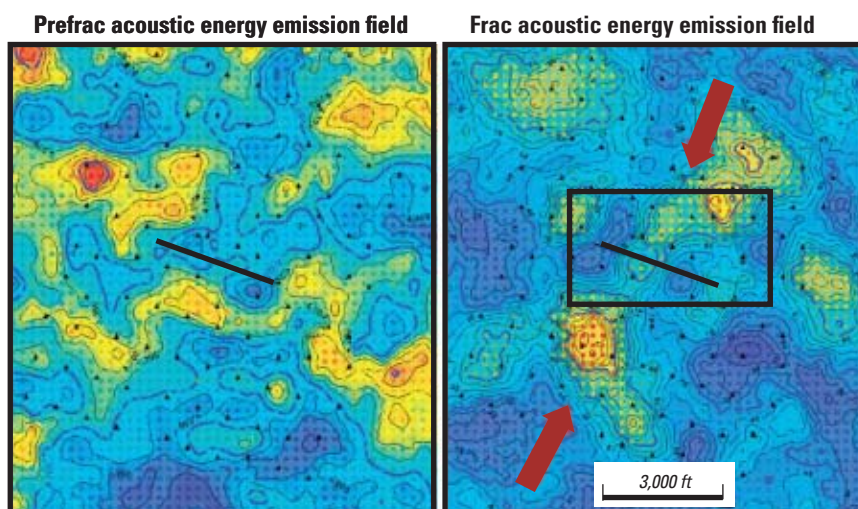 Prefrac acoustic energy emission field
Frac acoustic energy emission field
3,000 ft